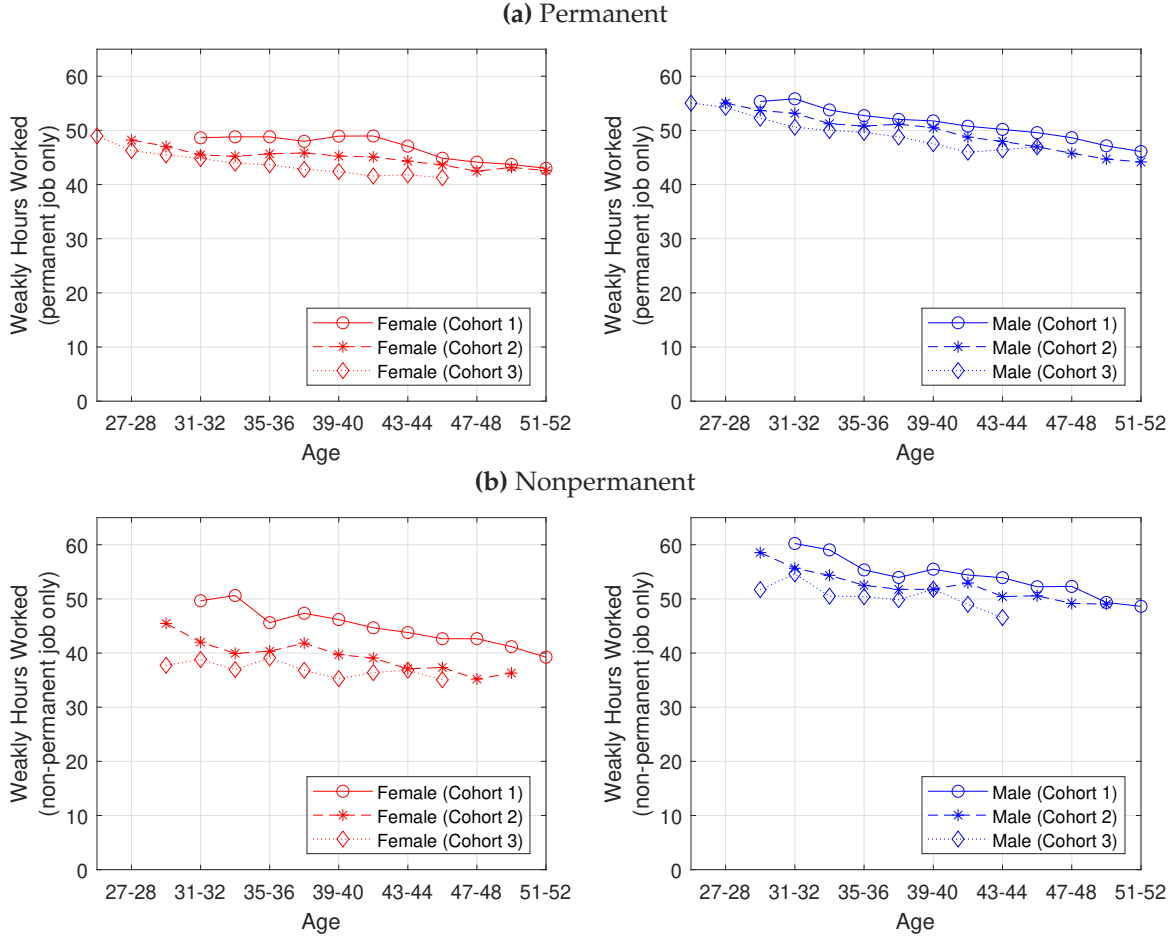 (a) Permanent
60
50
40
30
20
10
0
27-28 31-32 35-36 39-40 43-44 47-48 51-52
Age
Weakly Hours Worked
(permanent job only)
Female (Cohort 1)
Female (Cohort 2)
Female (Cohort 3)
60
50
40
30
20
10
0
27-28 31-32 35-36 39-40 43-44 47-48 51-52
Age
Weakly Hours Worked
(permanent job only)
Male (Cohort 1)
Male (Cohort 2)
Male (Cohort 3)
(b) Nonpermanent
60
50
40
30
20
10
0
27-28 31-32 35-36 39-40 43-44 47-48 51-52
Age
Weakly Hours Worked
(non-permanent job only)
Female (Cohort 1)
Female (Cohort 2)
Female (Cohort 3)
60
50
40
30
20
10
0
27-28 31-32 35-36 39-40 43-44 47-48 51-52
Age
Weakly Hours Worked
(non-permanent job only)
Male (Cohort 1)
Male (Cohort 2)
Male (Cohort 3)